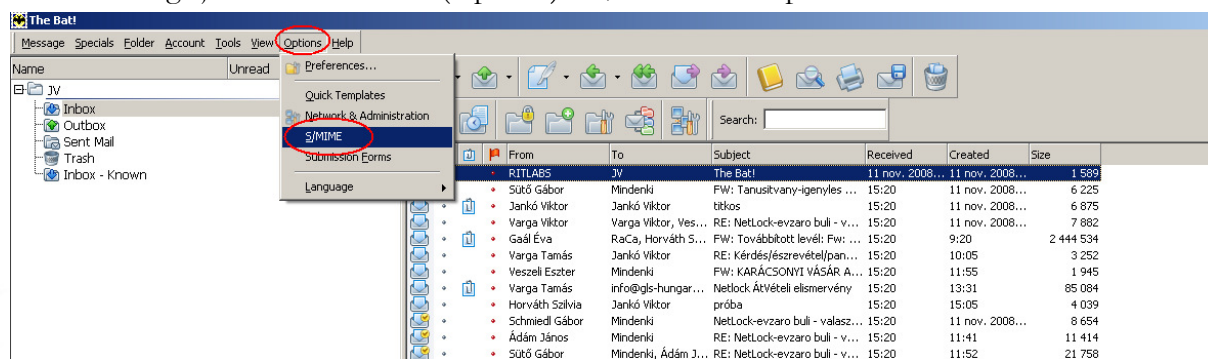 The Bat!
Message Specials Folder Account Tools View Options Help
Name Unread
Preferences...
Quick Templates
Network & Administration
S/MIME
Submission Forms
Language
JV
Inbox
Outbox
Sent Mail
Trash
Inbox - Known
Search:
From To Subject Received Created Size
RITLABS JV The Bat! 11 nov. 2008... 11 nov. 2008... 1 589
Sütő Gábor Mindenki FW: Tanusitvany-igenyles ... 15:20 11 nov. 2008... 6 225
Jankó Viktor Jankó Viktor titkos 15:20 11 nov. 2008... 6 875
Varga Viktor Varga Viktor, Ves... RE: NetLock-evzaro buli - v... 15:20 11 nov. 2008... 7 882
Gaál Éva RaCa, Horváth S... FW: Továbbított levél: Fw: ... 15:20 9:20 2 444 534
Varga Tamás Jankó Viktor RE: Kérdés/észrevétel/pan... 15:20 10:05 3 252
Veszeli Eszter Mindenki FW: KARÁCSONYI VÁSÁR A... 15:20 11:55 1 945
Varga Tamás info@gls-hungar... Netlock ÁtVételi elismervény 15:20 13:31 85 084
Horváth Szilvia Jankó Viktor próba 15:20 15:05 4 039
Schmiedl Gábor Mindenki NetLock-evzaro buli - valasz... 15:20 11 nov. 2008... 8 654
Ádám János Mindenki RE: NetLock-evzaro buli - v... 15:20 11:41 11 414
Sütő Gábor Mindenki, Ádám J... RE: NetLock-evzaro buli - v... 15:20 11:52 21 758